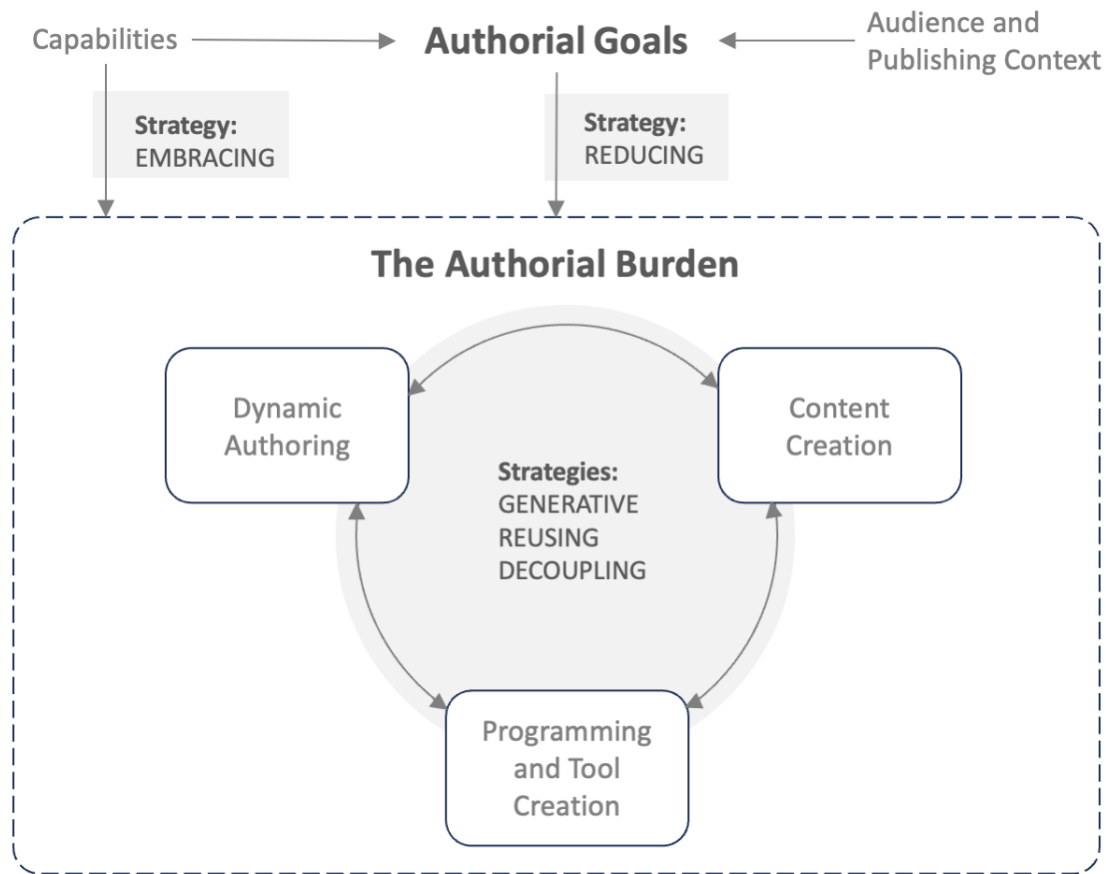 Capabilities
Authorial Goals
Audience and
Publishing Context
Strategy:
EMBRACING
Strategy:
REDUCING
The Authorial Burden
Dynamic
Authoring
Content
Creation
Strategies:
GENERATIVE
REUSING
DECOUPLING
Programming
and Tool
Creation